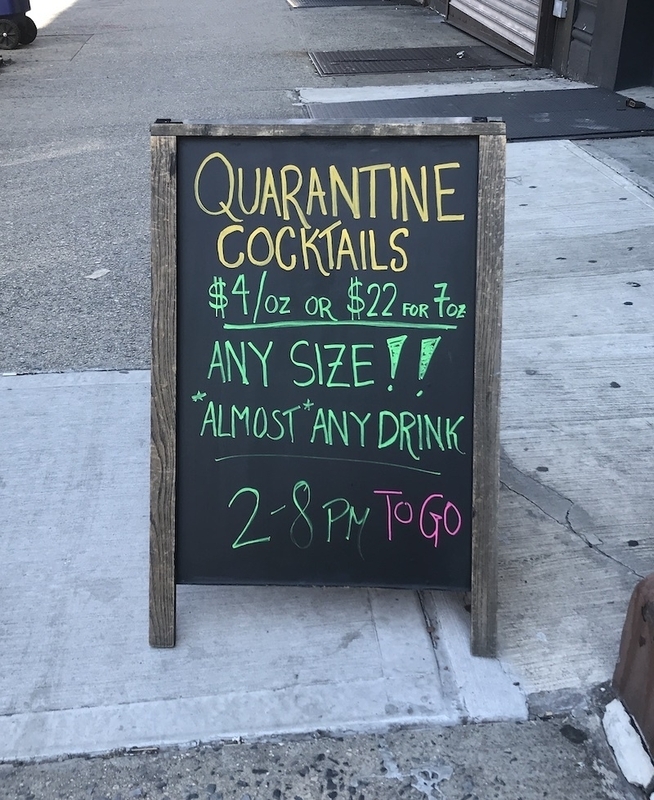 QUARANTINE
COCKTAILS
$4/OZ OR $22 FOR 7OZ
ANY SIZE!!
*ALMOST* ANY DRINK
2-8 PM TO GO